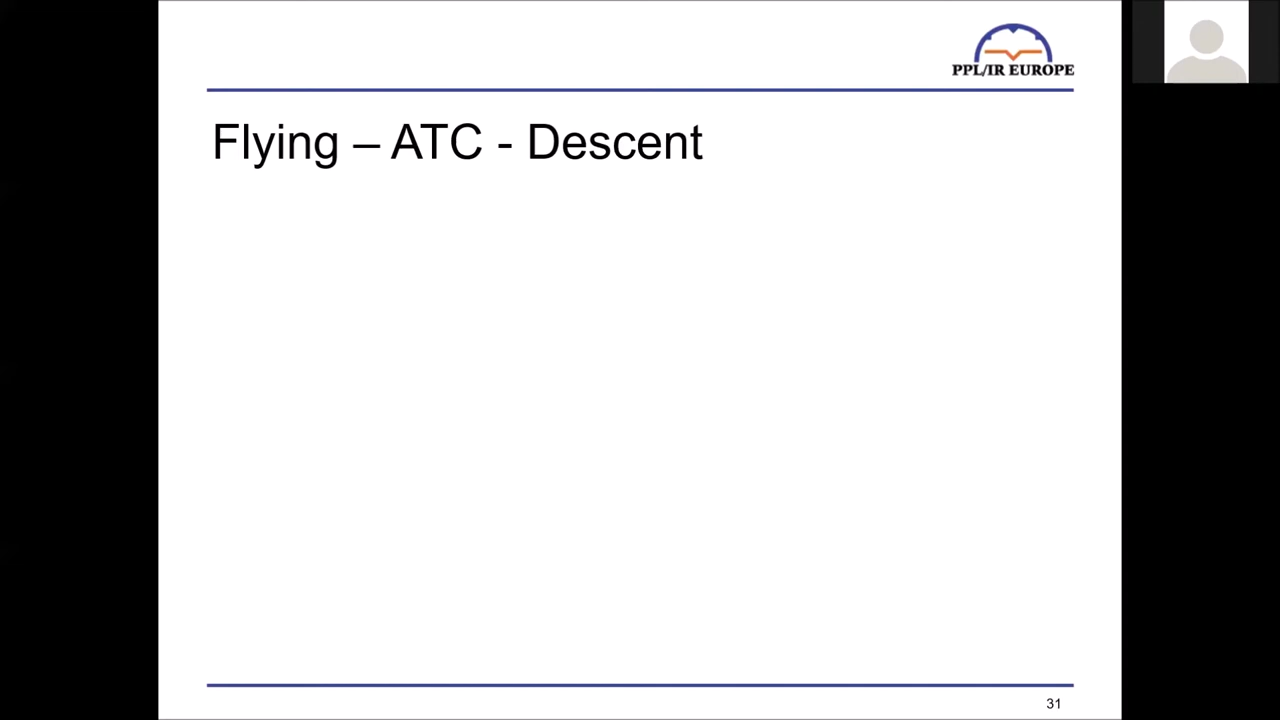 PPL/IR EUROPE
Flying – ATC - Descent
31